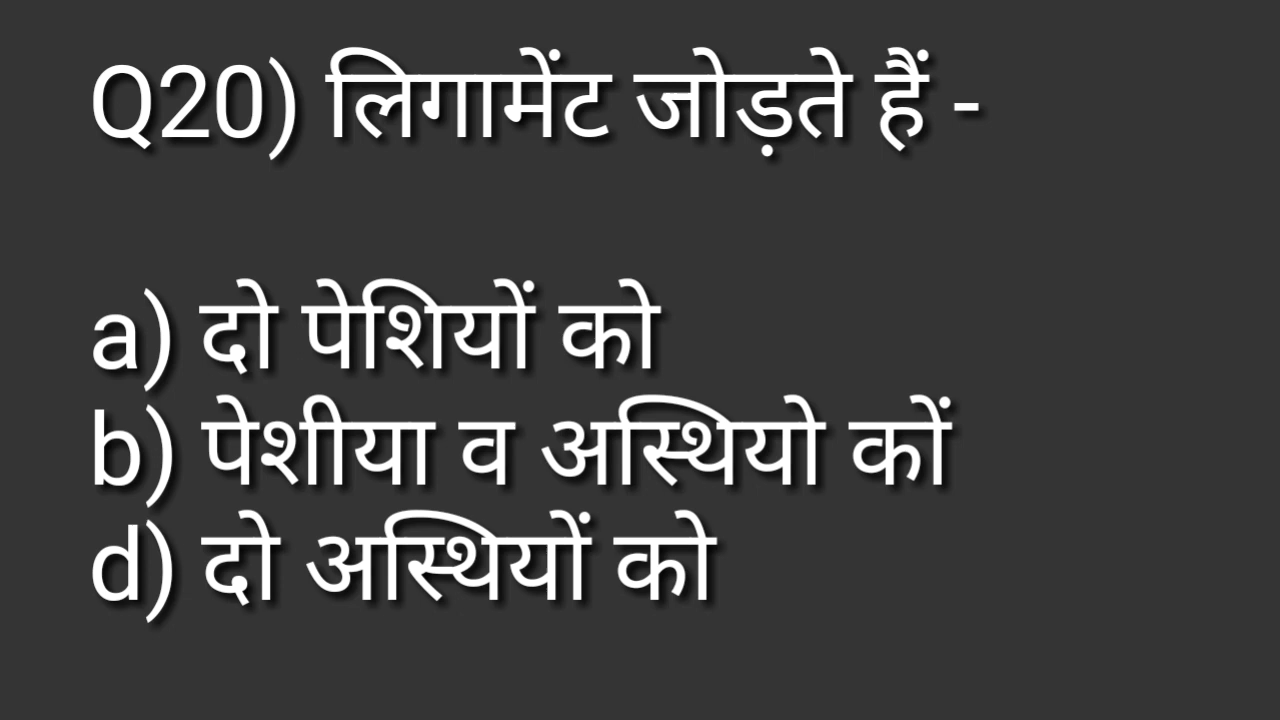 Q20) लिगामेंट जोड़ते हैं -
a) दो पेशियों को
b) पेशीया व अस्थियो कों
d) दो अस्थियों को